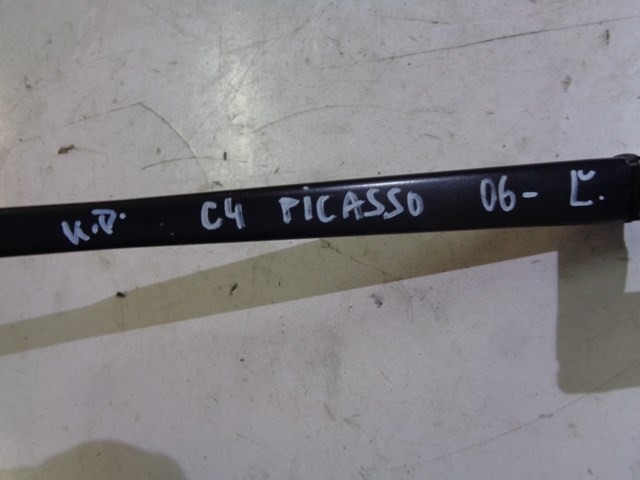 K.D. C4 PICASSO 06- Ľ.